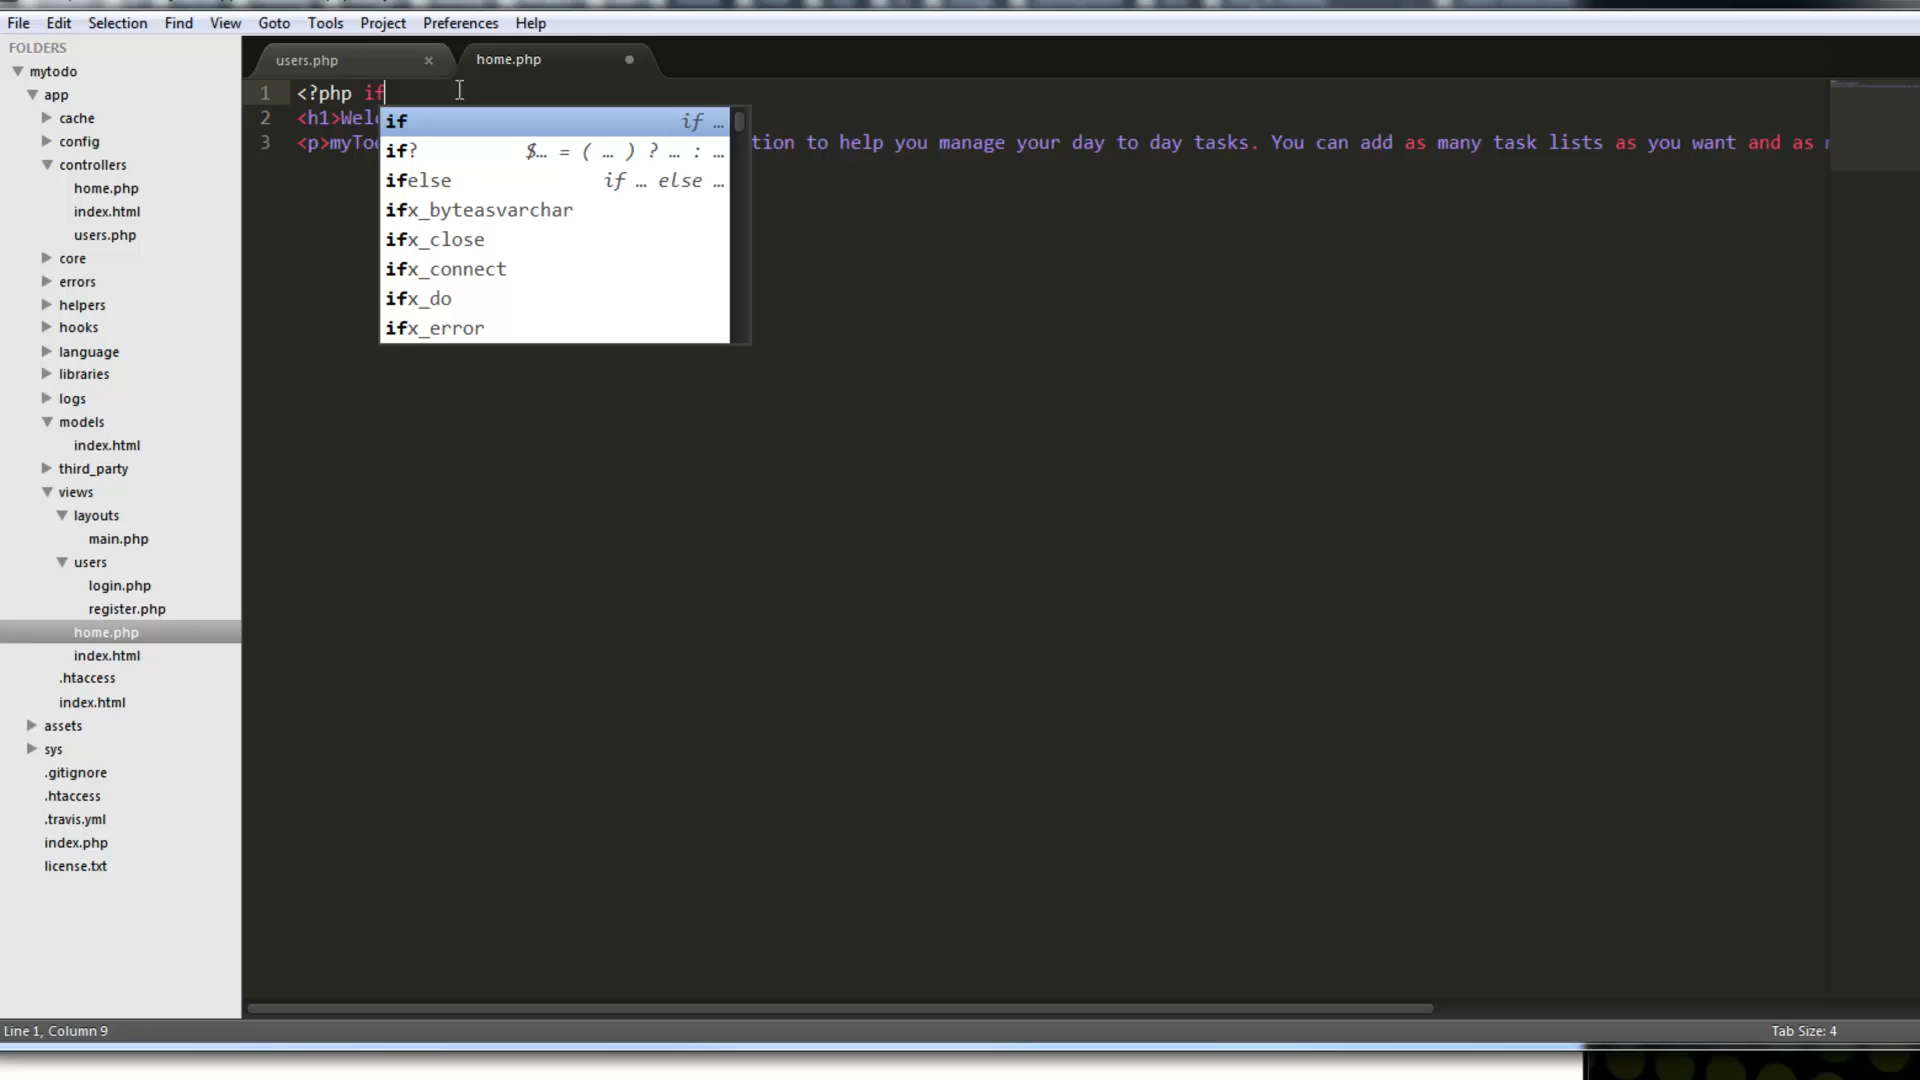 File Edit Selection Find View Goto Tools Project Preferences Help
FOLDERS
mytodo
app
cache
config
controllers
home.php
index.html
users.php
core
errors
helpers
hooks
language
libraries
logs
models
index.html
third_party
views
layouts
main.php
users
login.php
register.php
home.php
index.html
.htaccess
index.html
assets
sys
.gitignore
.htaccess
.travis.yml
index.php
license.txt
users.php × home.php
1 <?php if
2 <h1>Welc
3 <p>myTod tion to help you manage your day to day tasks. You can add as many task lists as you want and as
if if …
if? $… = ( … ) ? … : …
ifelse if … else …
ifx_byteasvarchar
ifx_close
ifx_connect
ifx_do
ifx_error
Line 1, Column 9 Tab Size: 4